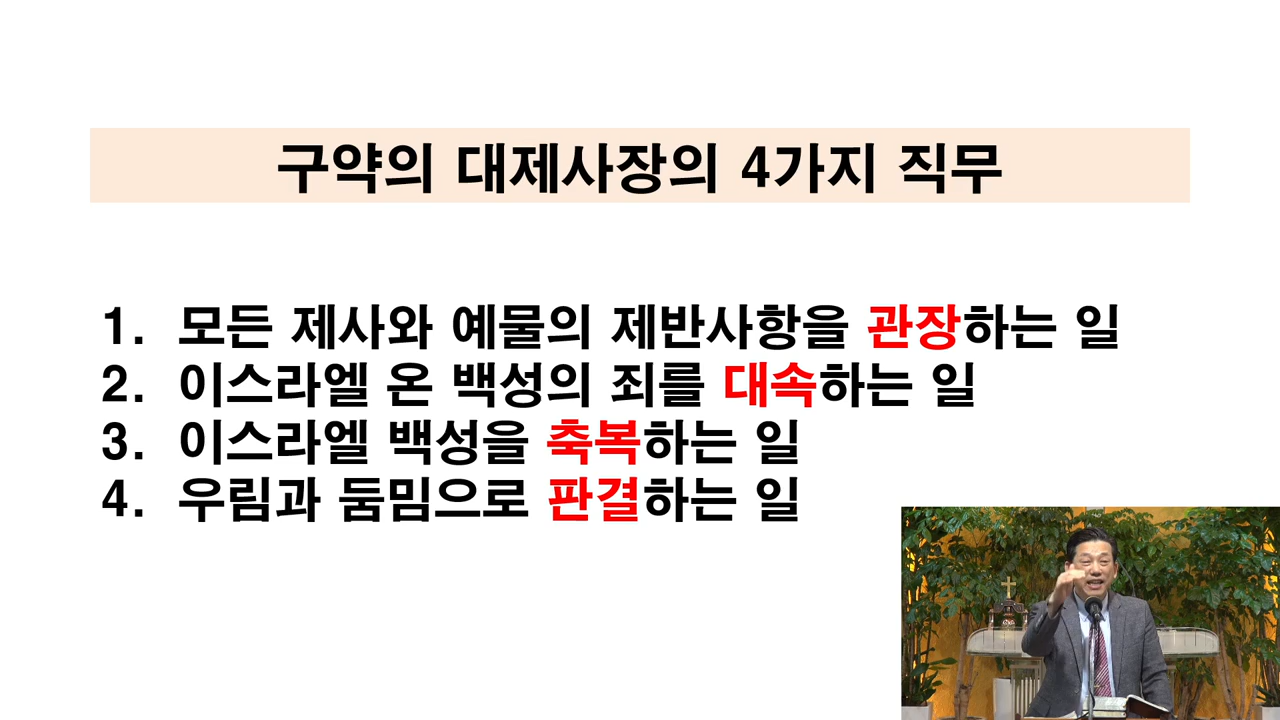 구약의 대제사장의 4가지 직무
1. 모든 제사와 예물의 제반사항을 관장하는 일
2. 이스라엘 온 백성의 죄를 대속하는 일
3. 이스라엘 백성을 축복하는 일
4. 우림과 둠밈으로 판결하는 일